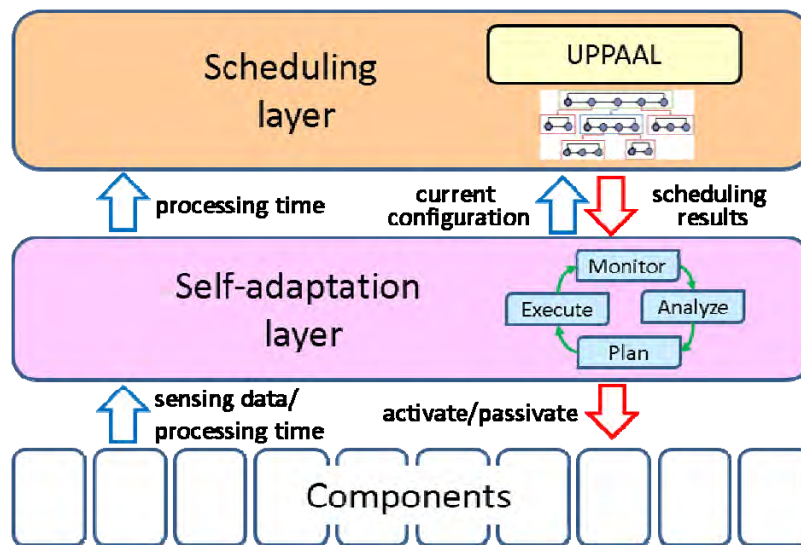 Scheduling
layer
UPPAAL
processing time
current
configuration
scheduling
results
Self-adaptation
layer
Monitor
Execute
Analyze
Plan
sensing data/
processing time
activate/passivate
Components